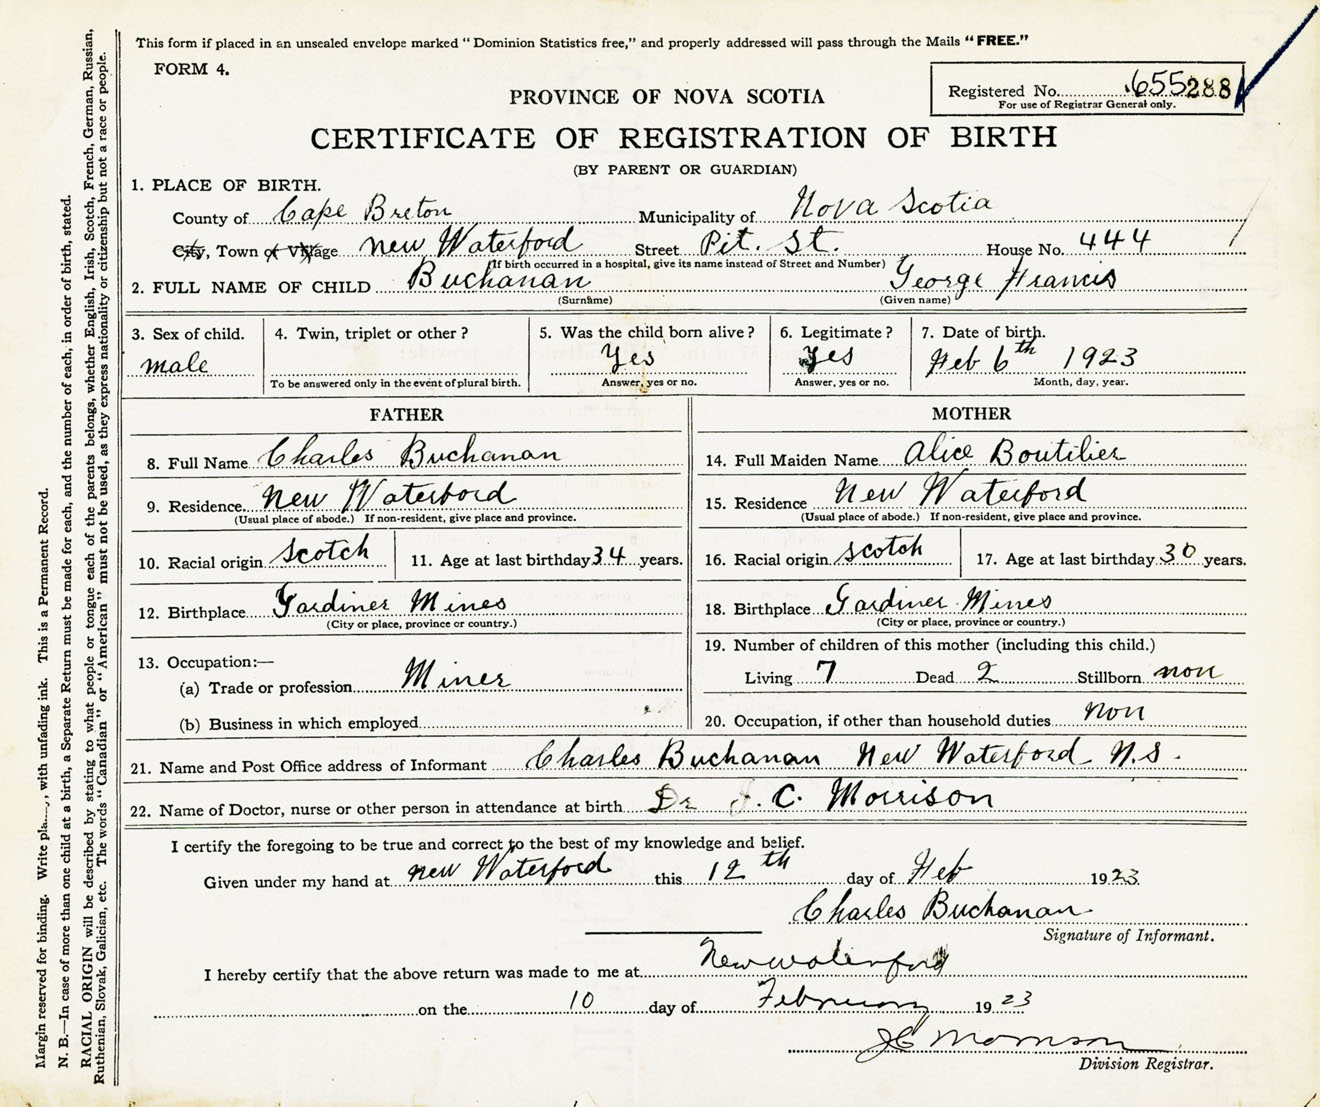 This form if placed in an unsealed envelope marked "Dominion Statistics free," and properly addressed will pass through the Mails "FREE."
FORM 4.
Registered No. 655288
For use of Registrar General only.
PROVINCE OF NOVA SCOTIA
CERTIFICATE OF REGISTRATION OF BIRTH
(BY PARENT OR GUARDIAN)
1. PLACE OF BIRTH.
County of Cape Breton Municipality of Nova Scotia
City, Town or Village New Waterford Street Pit. St. House No. 444
(If birth occurred in a hospital, give its name instead of Street and Number)
2. FULL NAME OF CHILD Buchanan George Francis
(Surname) (Given name)
3. Sex of child. 4. Twin, triplet or other? 5. Was the child born alive? 6. Legitimate? 7. Date of birth.
male Yes Yes Feb 6th 1923
To be answered only in the event of plural birth. Answer, yes or no. Answer, yes or no. Month, day, year.
FATHER
8. Full Name Charles Buchanan
9. Residence New Waterford
(Usual place of abode.) If non-resident, give place and province.
10. Racial origin Scotch 11. Age at last birthday 34 years.
12. Birthplace Gardiner Mines
(City or place, province or country.)
13. Occupation:—
(a) Trade or profession Miner
(b) Business in which employed
MOTHER
14. Full Maiden Name Alice Boutilier
15. Residence New Waterford
(Usual place of abode.) If non-resident, give place and province.
16. Racial origin Scotch 17. Age at last birthday 30 years.
18. Birthplace Gardiner Mines
(City or place, province or country.)
19. Number of children of this mother (including this child.)
Living 7 Dead 2 Stillborn non
20. Occupation, if other than household duties non
21. Name and Post Office address of Informant Charles Buchanan New Waterford N.S.
22. Name of Doctor, nurse or other person in attendance at birth Dr J. C. Morrison
I certify the foregoing to be true and correct to the best of my knowledge and belief.
Given under my hand at New Waterford this 12th day of Feb 1923
Charles Buchanan
Signature of Informant.
I hereby certify that the above return was made to me at New Waterford
on the 10 day of February 1923
JC Morrison
Division Registrar.
Margin reserved for binding. Write pla....., with unfading ink. This is a Permanent Record.
N. B.—In case of more than one child at a birth, a Separate Return must be made for each, and the number of each, in order of birth, stated.
RACIAL ORIGIN will be described by stating to what people or tongue each of the parents belongs, whether English, Irish, Scotch, French, German, Russian,
Ruthenian, Slovak, Galician, etc. The words "Canadian" or "American" must not be used, as they express nationality or citizenship but not a race or people.